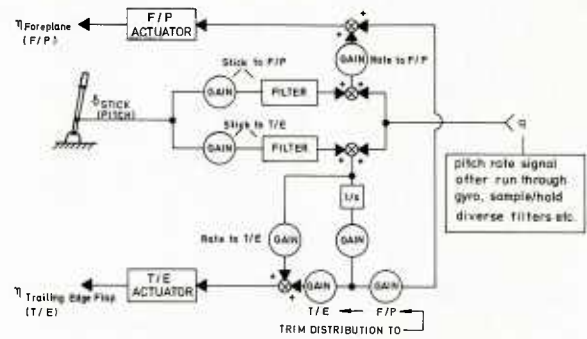 η Foreplane
(F/P)
F/P
ACTUATOR
GAIN
Rate to F/P
Stick to F/P
GAIN
FILTER
δ STICK
(PITCH)
Stick to T/E
GAIN
FILTER
q
pitch rate signal
after run through
gyro, sample/hold
diverse filters etc.
1/s
Rate to T/E
GAIN
GAIN
η Trailing Edge Flap
(T/E)
T/E
ACTUATOR
GAIN
GAIN
T/E
F/P
TRIM DISTRIBUTION TO